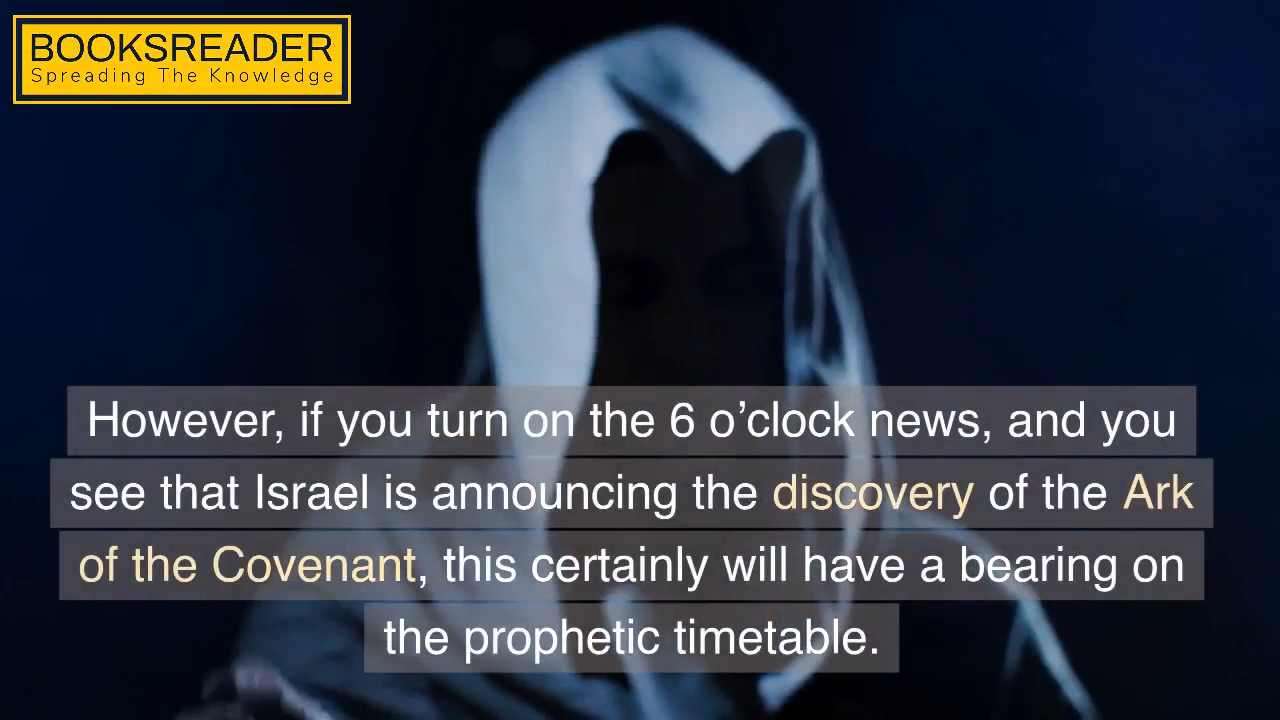 BOOKSREADER
Spreading The Knowledge
However, if you turn on the 6 o’clock news, and you
see that Israel is announcing the discovery of the Ark
of the Covenant, this certainly will have a bearing on
the prophetic timetable.